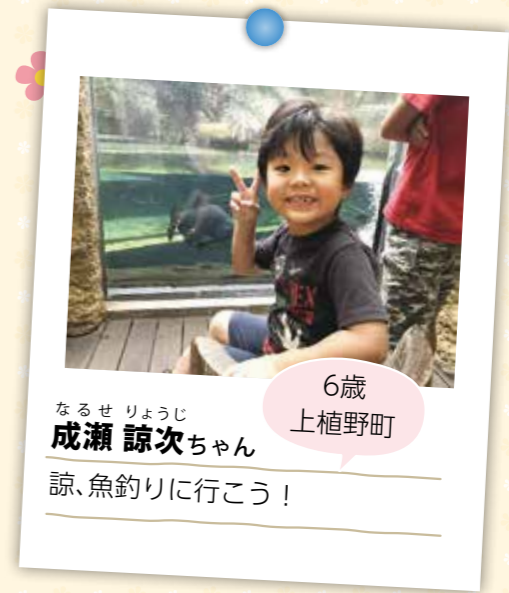 6歳
上植野町
なるせ りょうじ
成瀬 諒次ちゃん
諒、魚釣りに行こう！